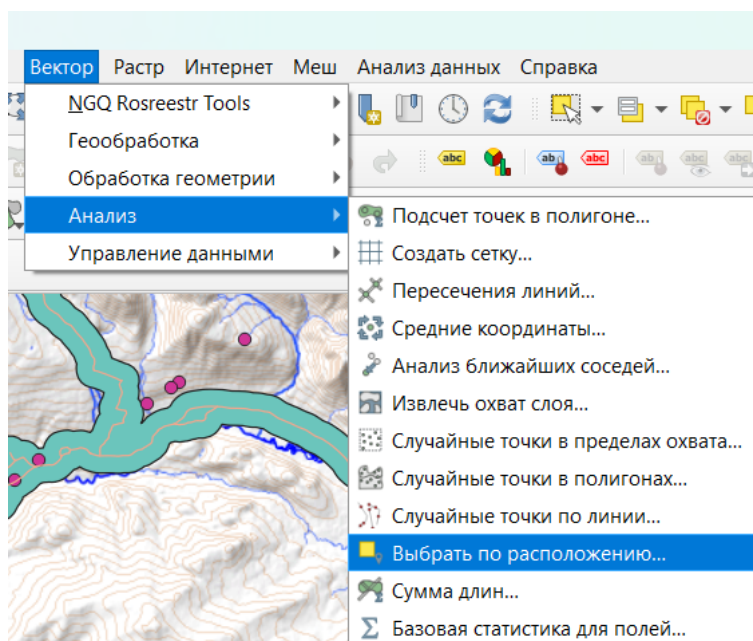 Вектор Растр Интернет Меш Анализ данных Справка
NGQ Rosreestr Tools
Геообработка
abc abc
Обработка геометрии
Анализ
Подсчет точек в полигоне...
Управление данными
Создать сетку...
Пересечения линий...
Средние координаты...
Анализ ближайших соседей...
Извлечь охват слоя...
Случайные точки в пределах охвата...
Случайные точки в полигонах...
Случайные точки по линии...
Выбрать по расположению...
Сумма длин...
Базовая статистика для полей...